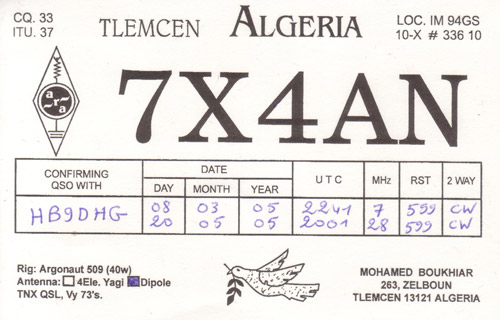 CQ. 33
ITU. 37
TLEMCEN ALGERIA
LOC. IM 94GS
10-X # 336 10
a r a
7X4AN
CONFIRMING QSO WITH DATE UTC MHz RST 2 WAY
DAY MONTH YEAR
HB9DHG 08 03 05 2241 7 599 CW
20 05 05 2001 28 599 CW
Rig: Argonaut 509 (40w)
Antenna: 4Ele. Yagi Dipole
TNX QSL, Vy 73's.
MOHAMED BOUKHIAR
263, ZELBOUN
TLEMCEN 13121 ALGERIA